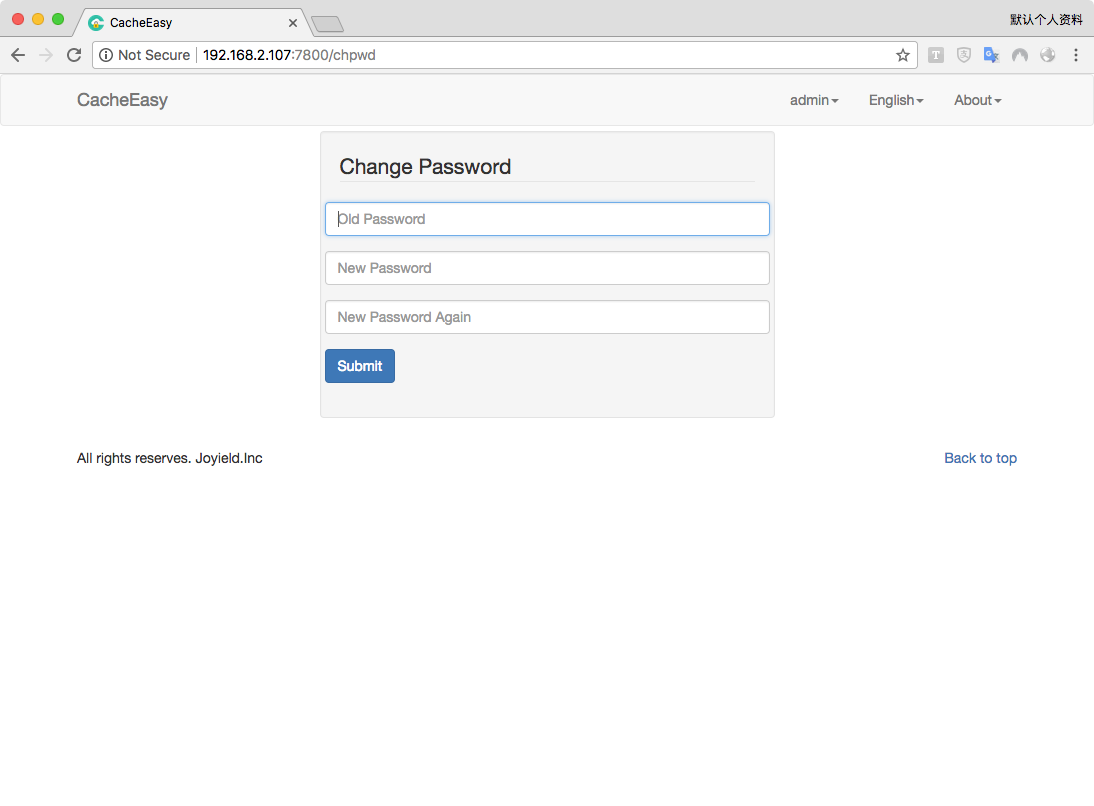 CacheEasy
默认个人资料
Not Secure 192.168.2.107:7800/chpwd
CacheEasy
admin
English
About
Change Password
Old Password
New Password
New Password Again
Submit
All rights reserves. Joyield.Inc
Back to top